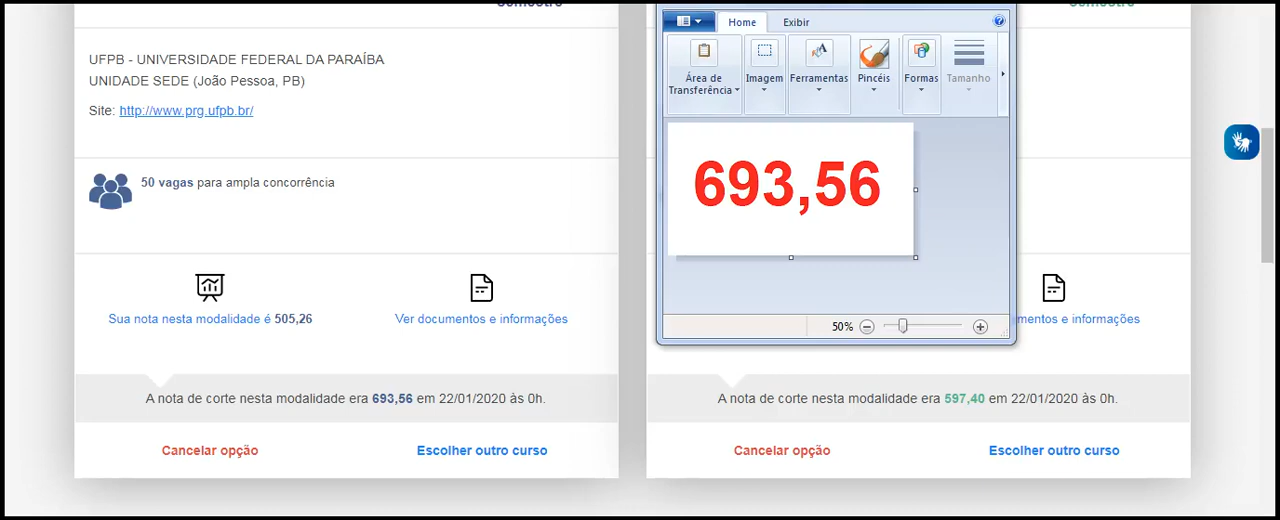 UFPB - UNIVERSIDADE FEDERAL DA PARAÍBA
UNIDADE SEDE (João Pessoa, PB)
Site: http://www.prg.ufpb.br/
50 vagas para ampla concorrência
Sua nota nesta modalidade é 505,26
Ver documentos e informações
A nota de corte nesta modalidade era 693,56 em 22/01/2020 às 0h.
Cancelar opção
Escolher outro curso
Home
Exibir
Área de
Transferência
Imagem
Ferramentas
Pincéis
Formas
Tamanho
693,56
50%
mentos e informações
A nota de corte nesta modalidade era 597,40 em 22/01/2020 às 0h.
Cancelar opção
Escolher outro curso